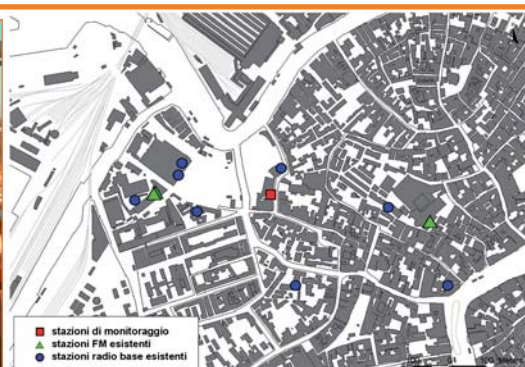 stazioni di monitoraggio
stazioni FM esistenti
stazioni radio base esistenti